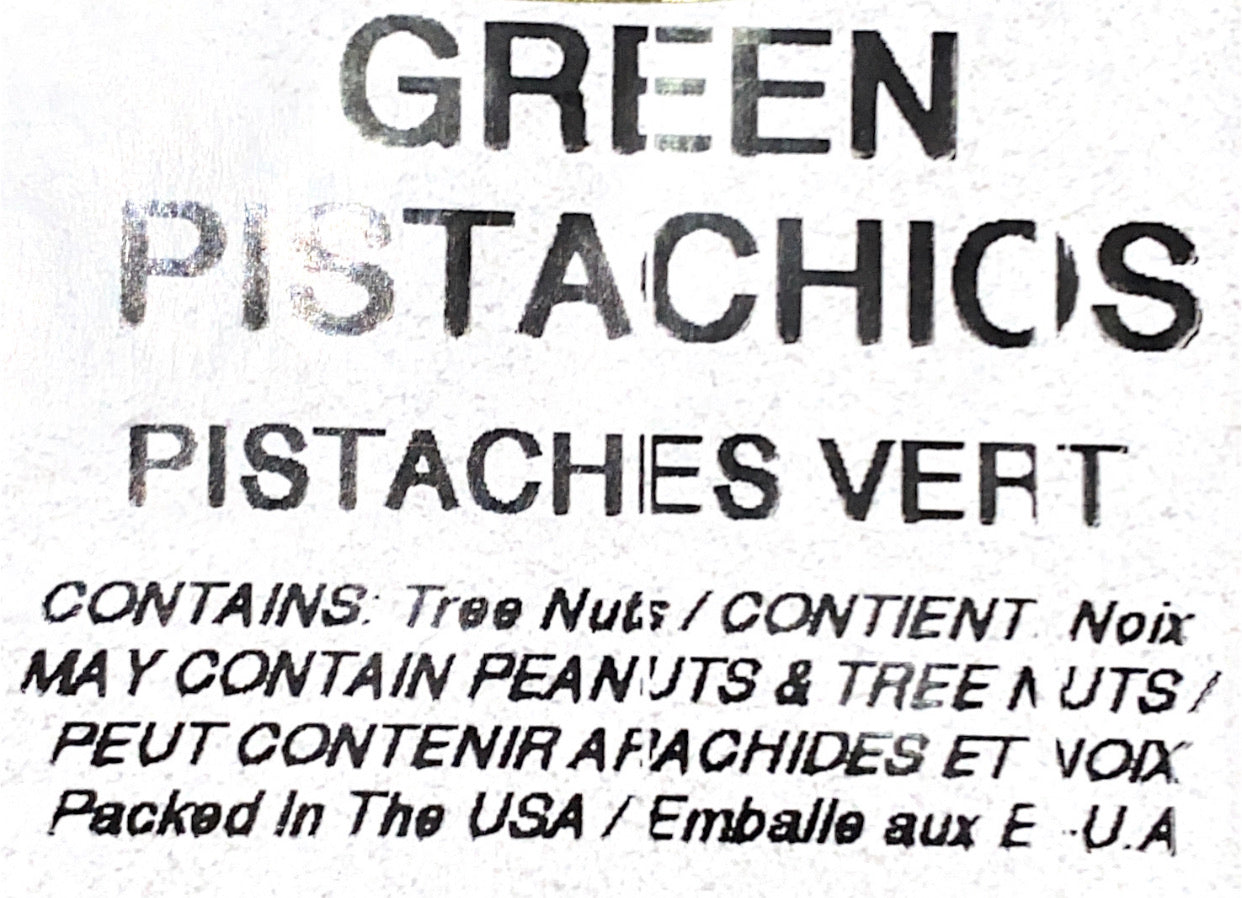 GREEN
PISTACHIOS
PISTACHES VERT
CONTAINS: Tree Nuts / CONTIENT: Noix
MAY CONTAIN PEANUTS & TREE NUTS /
PEUT CONTENIR ARACHIDES ET NOIX
Packed In The USA / Emballe aux E.-U.A